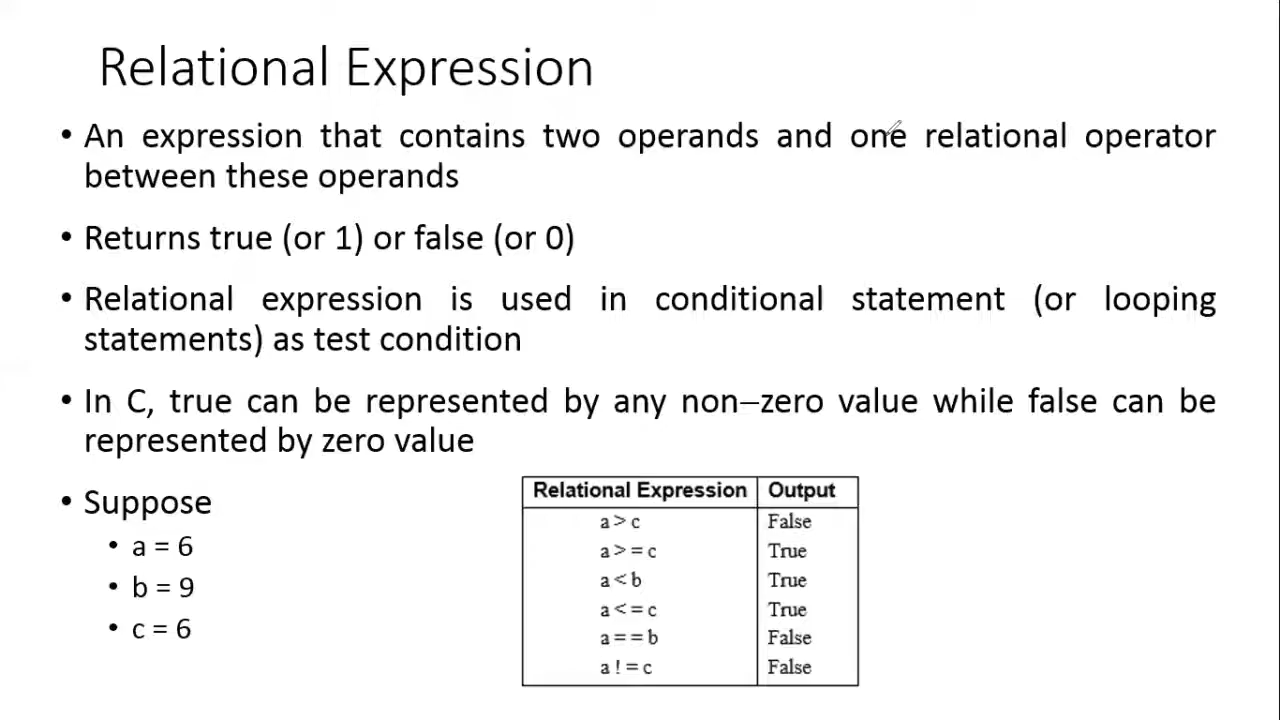 Relational Expression
• An expression that contains two operands and one relational operator
between these operands
• Returns true (or 1) or false (or 0)
• Relational expression is used in conditional statement (or looping
statements) as test condition
• In C, true can be represented by any non–zero value while false can be
represented by zero value
• Suppose
• a = 6
• b = 9
• c = 6
Relational Expression Output
a > c False
a > = c True
a < b True
a < = c True
a = = b False
a ! = c False